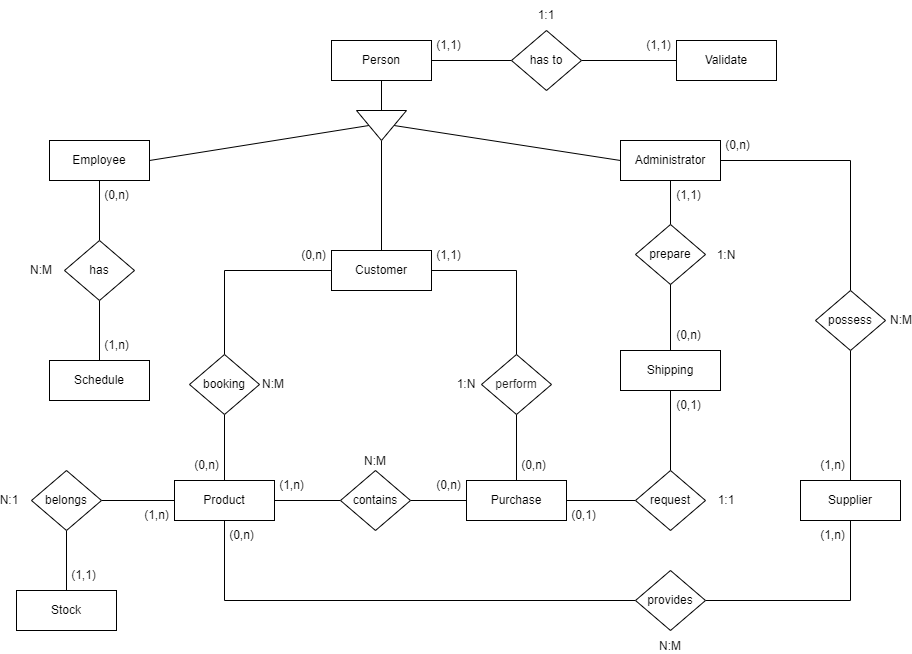 1:1
Person
(1,1)
has to
(1,1)
Validate
Employee
Administrator
(0,n)
(0,n)
(1,1)
N:M
has
(0,n)
Customer
(1,1)
prepare
1:N
possess
N:M
(1,n)
(0,n)
Schedule
booking
N:M
1:N
perform
Shipping
(0,1)
(0,n)
N:M
(0,n)
(1,n)
N:1
belongs
(1,n)
Product
(1,n)
contains
(0,n)
Purchase
(0,1)
request
1:1
Supplier
(0,n)
(1,n)
(1,1)
Stock
provides
N:M